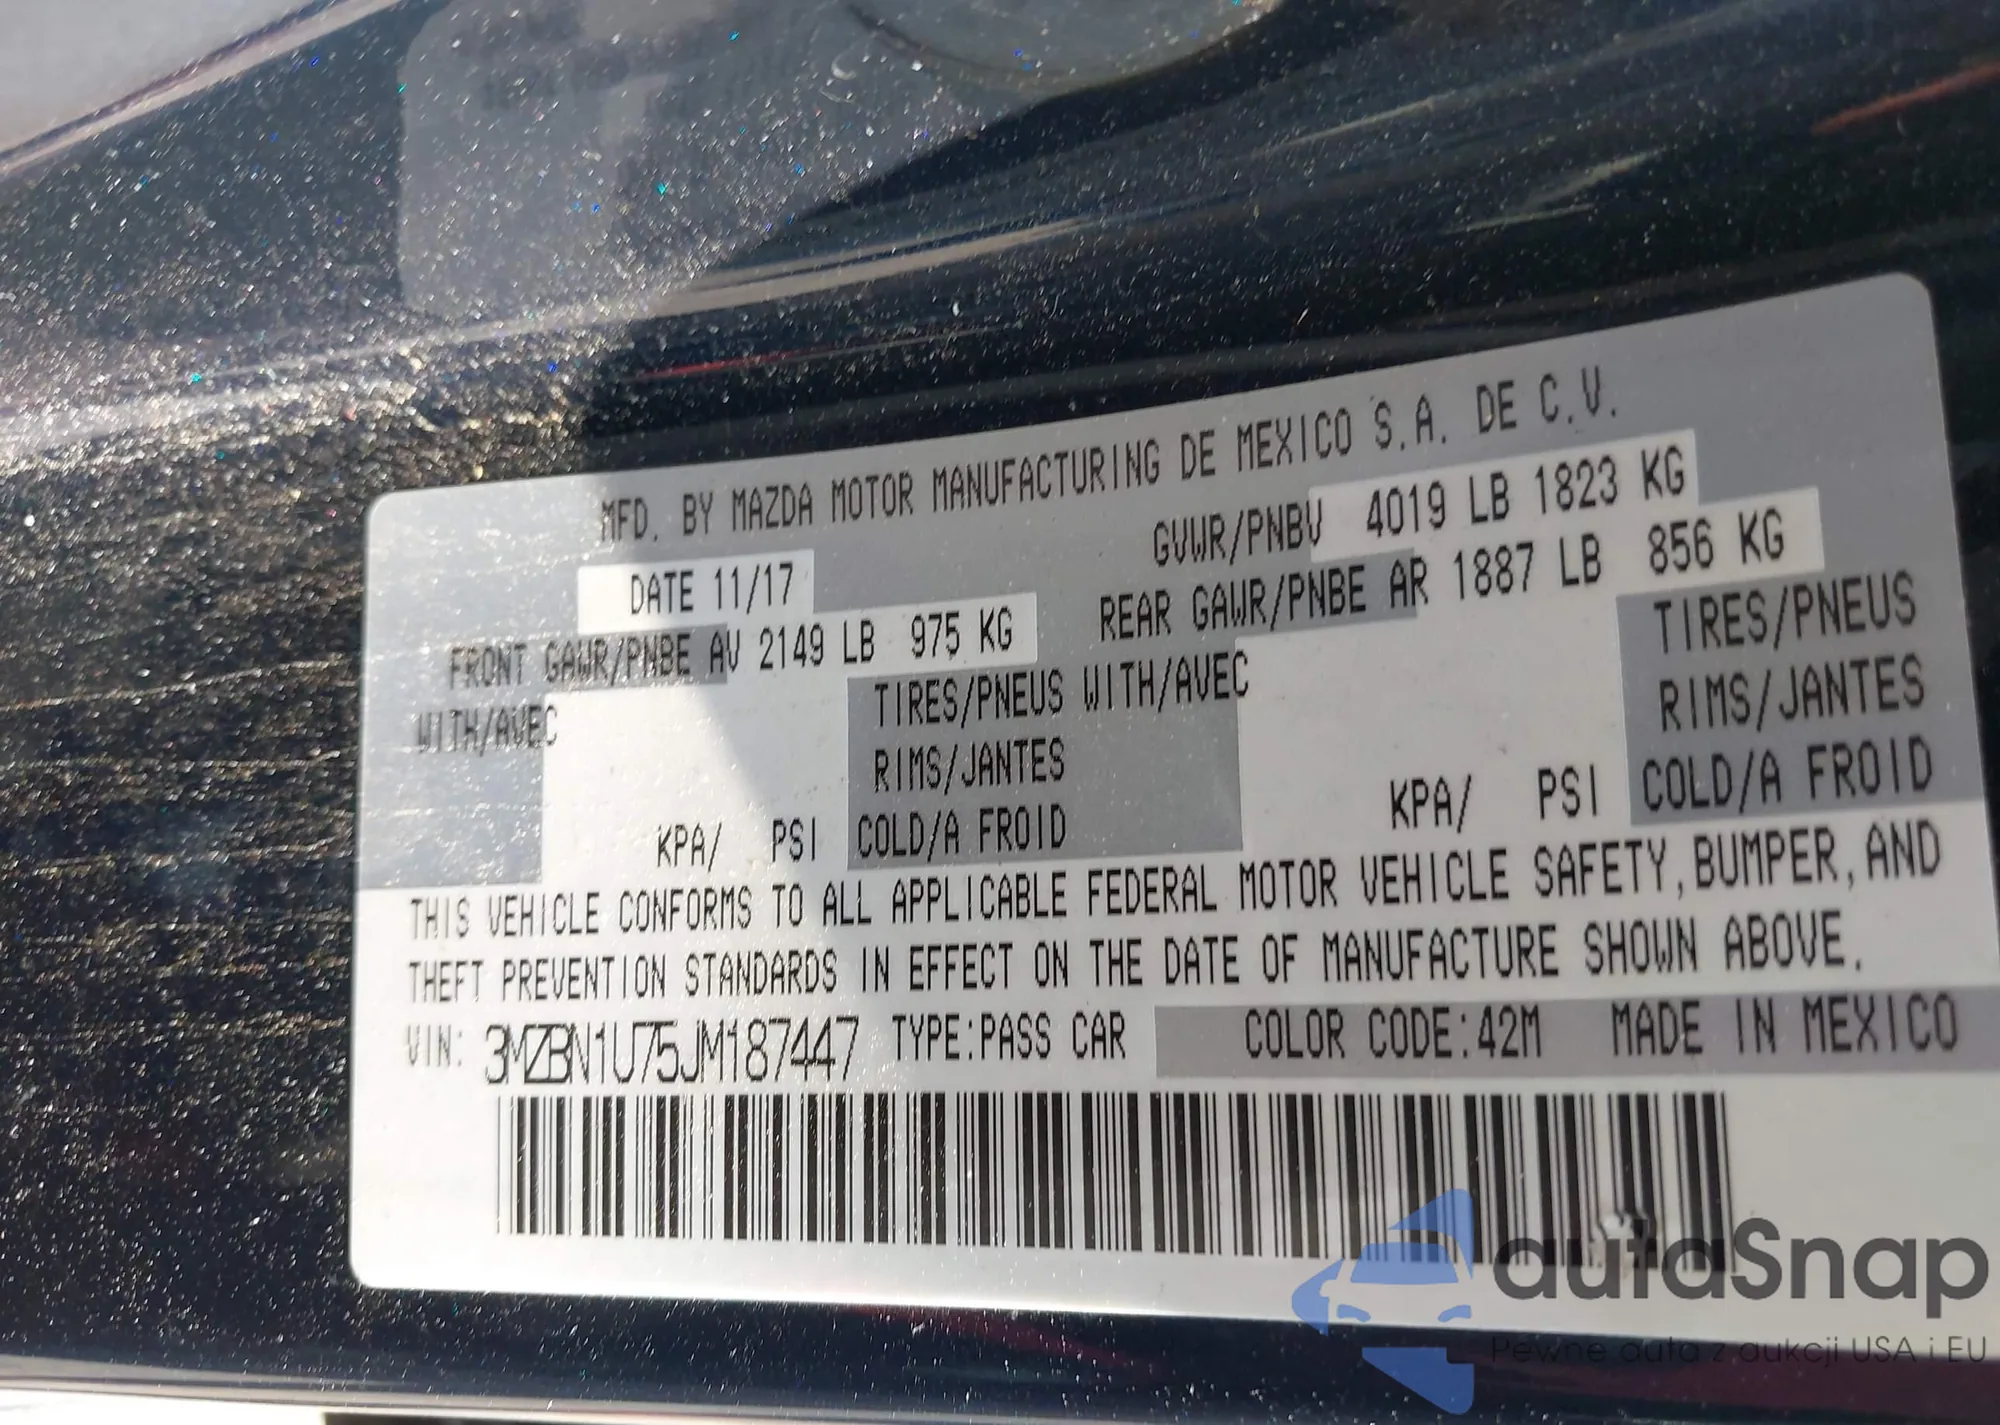 MFD. BY MAZDA MOTOR MANUFACTURING DE MEXICO S.A. DE C.V.
DATE 11/17 GVWR/PNBV 4019 LB 1823 KG
FRONT GAWR/PNBE AV 2149 LB 975 KG REAR GAWR/PNBE AR 1887 LB 856 KG
WITH/AVEC TIRES/PNEUS WITH/AVEC TIRES/PNEUS
RIMS/JANTES RIMS/JANTES
KPA/ PSI COLD/A FROID KPA/ PSI COLD/A FROID
THIS VEHICLE CONFORMS TO ALL APPLICABLE FEDERAL MOTOR VEHICLE SAFETY, BUMPER, AND
THEFT PREVENTION STANDARDS IN EFFECT ON THE DATE OF MANUFACTURE SHOWN ABOVE.
VIN: 3MZBN1U75JM187447 TYPE:PASS CAR COLOR CODE:42M MADE IN MEXICO
autaSnap
Pewne auta z aukcji USA i EU